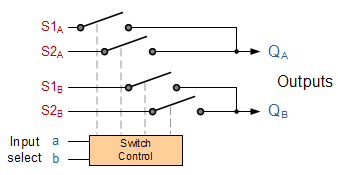 S1A
S2A
QA
S1B
Outputs
S2B
QB
Input a
select b
Switch
Control